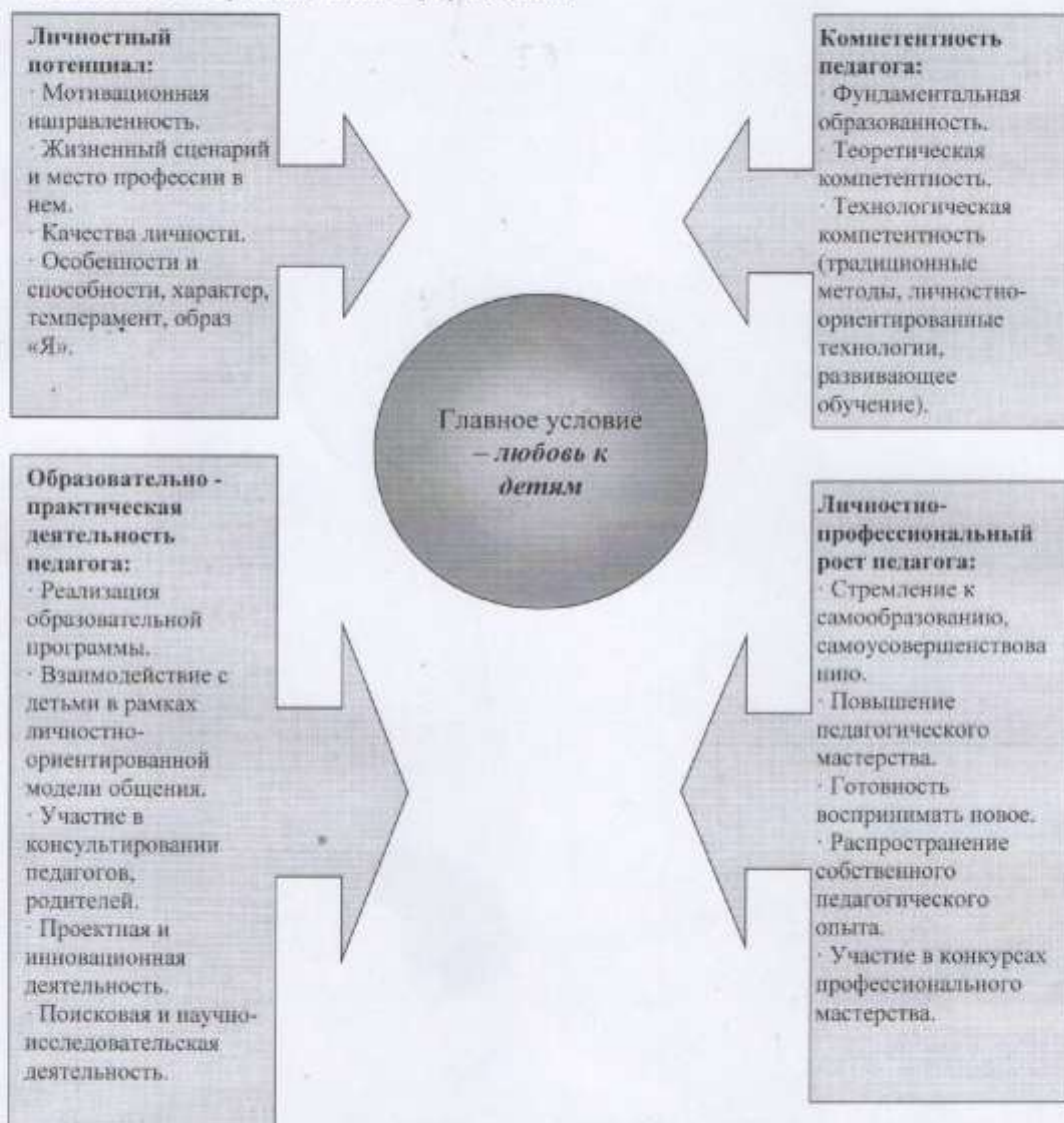 Личностный
потенциал:
· Мотивационная
направленность.
· Жизненный сценарий
и место профессии в
нем.
· Качества личности.
· Особенности и
способности, характер,
темперамент, образ
«Я».
Компетентность
педагога:
· Фундаментальная
образованность.
· Теоретическая
компетентность.
· Технологическая
компетентность
(традиционные
методы, личностно-
ориентированные
технологии,
развивающее
обучение).
Главное условие
– любовь к
детям
Образовательно -
практическая
деятельность
педагога:
· Реализация
образовательной
программы.
· Взаимодействие с
детьми в рамках
личностно-
ориентированной
модели общения.
· Участие в
консультировании
педагогов,
родителей.
· Проектная и
инновационная
деятельность.
· Поисковая и научно-
исследовательская
деятельность.
Личностно-
профессиональный
рост педагога:
· Стремление к
самообразованию,
самоусовершенствова
нию.
· Повышение
педагогического
мастерства.
· Готовность
воспринимать новое.
· Распространение
собственного
педагогического
опыта.
· Участие в конкурсах
профессионального
мастерства.